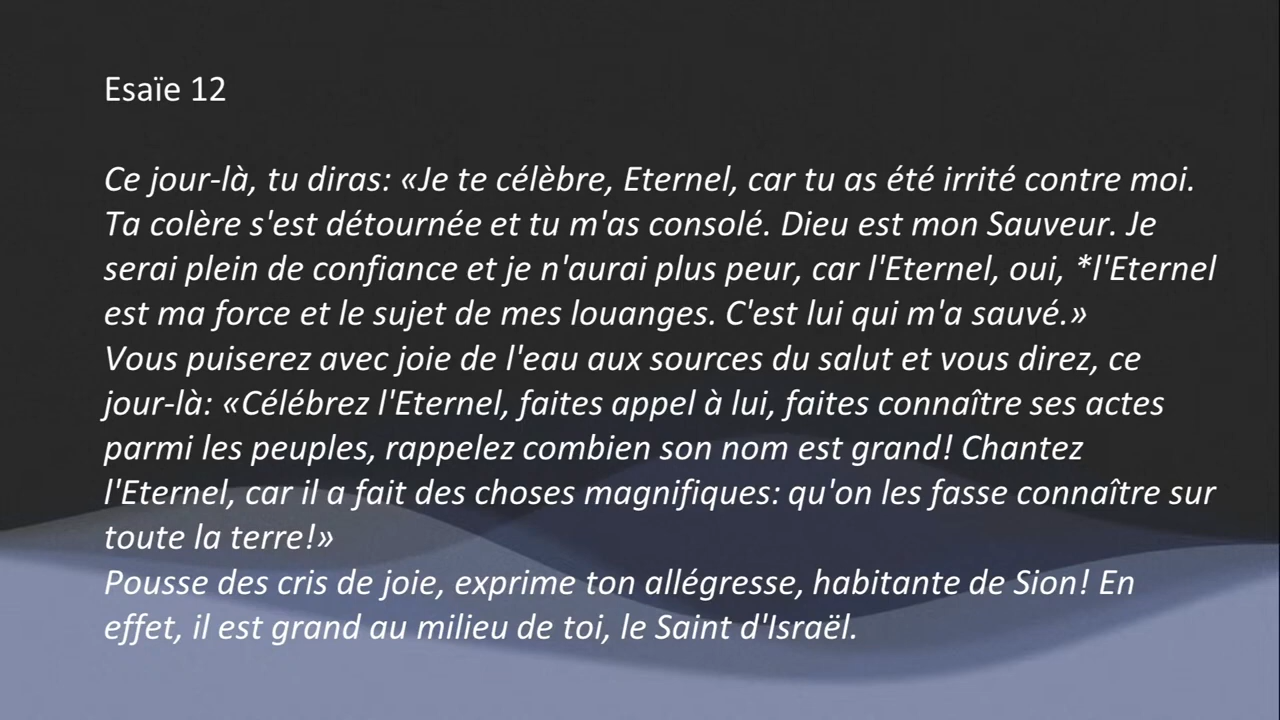 Esaïe 12
Ce jour-là, tu diras: «Je te célèbre, Eternel, car tu as été irrité contre moi.
Ta colère s'est détournée et tu m'as consolé. Dieu est mon Sauveur. Je
serai plein de confiance et je n'aurai plus peur, car l'Eternel, oui, *l'Eternel
est ma force et le sujet de mes louanges. C'est lui qui m'a sauvé.»
Vous puiserez avec joie de l'eau aux sources du salut et vous direz, ce
jour-là: «Célébrez l'Eternel, faites appel à lui, faites connaître ses actes
parmi les peuples, rappelez combien son nom est grand! Chantez
l'Eternel, car il a fait des choses magnifiques: qu'on les fasse connaître sur
toute la terre!»
Pousse des cris de joie, exprime ton allégresse, habitante de Sion! En
effet, il est grand au milieu de toi, le Saint d'Israël.